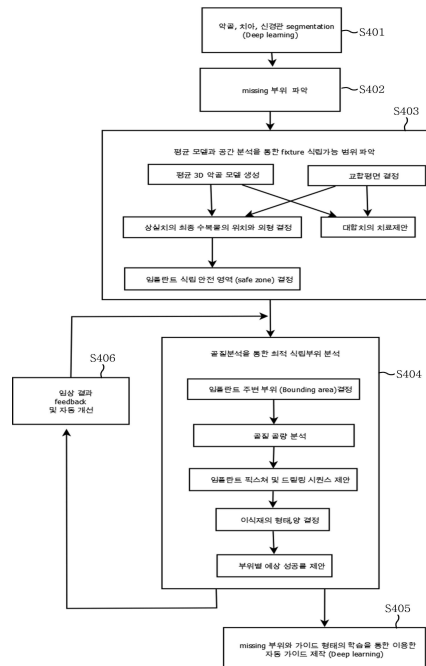 악골, 치아, 신경관 segmentation
(Deep learning)
S401
missing 부위 파악
S402
S403
평균 모델과 공간 분석을 통한 fixture 식립가능 범위 파악
평균 3D 악골 모델 생성
교합평면 결정
상실치의 최종 수복물의 위치와 외형 결정
대합치의 치료제안
임플란트 식립 안전 영역 (safe zone) 결정
S406
임상 결과
feedback
및 자동 개선
S404
골질분석을 통한 최적 식립부위 분석
임플란트 주변 부위 (Bounding area)결정
골질 골량 분석
임플란트 픽스쳐 및 드릴링 시퀀스 제안
이식재의 형태,양 결정
부위별 예상 성공률 제안
S405
missing 부위와 가이드 형태의 학습을 통한 이용한
자동 가이드 제작 (Deep learning)